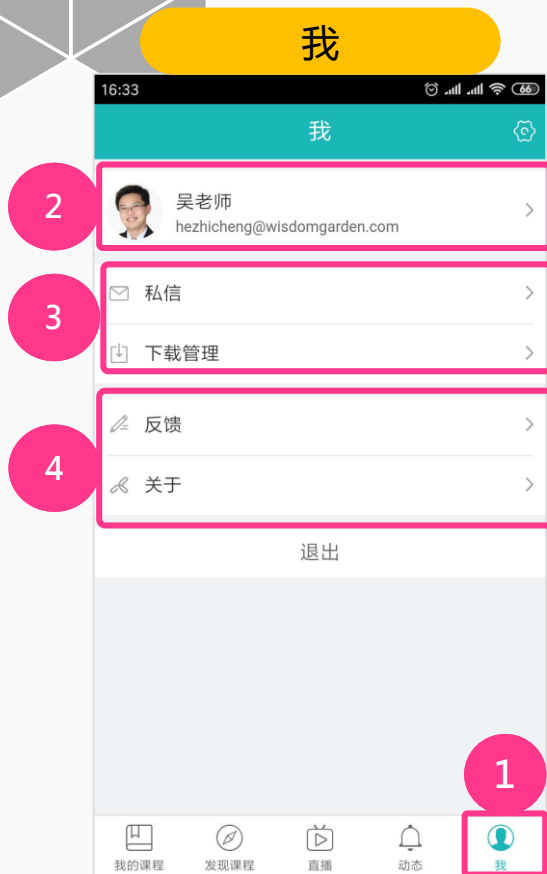 我
16:33
66
我
2
吴老师
hezhicheng@wisdomgarden.com
3
私信
下载管理
4
反馈
关于
退出
1
我的课程
发现课程
直播
动态
我